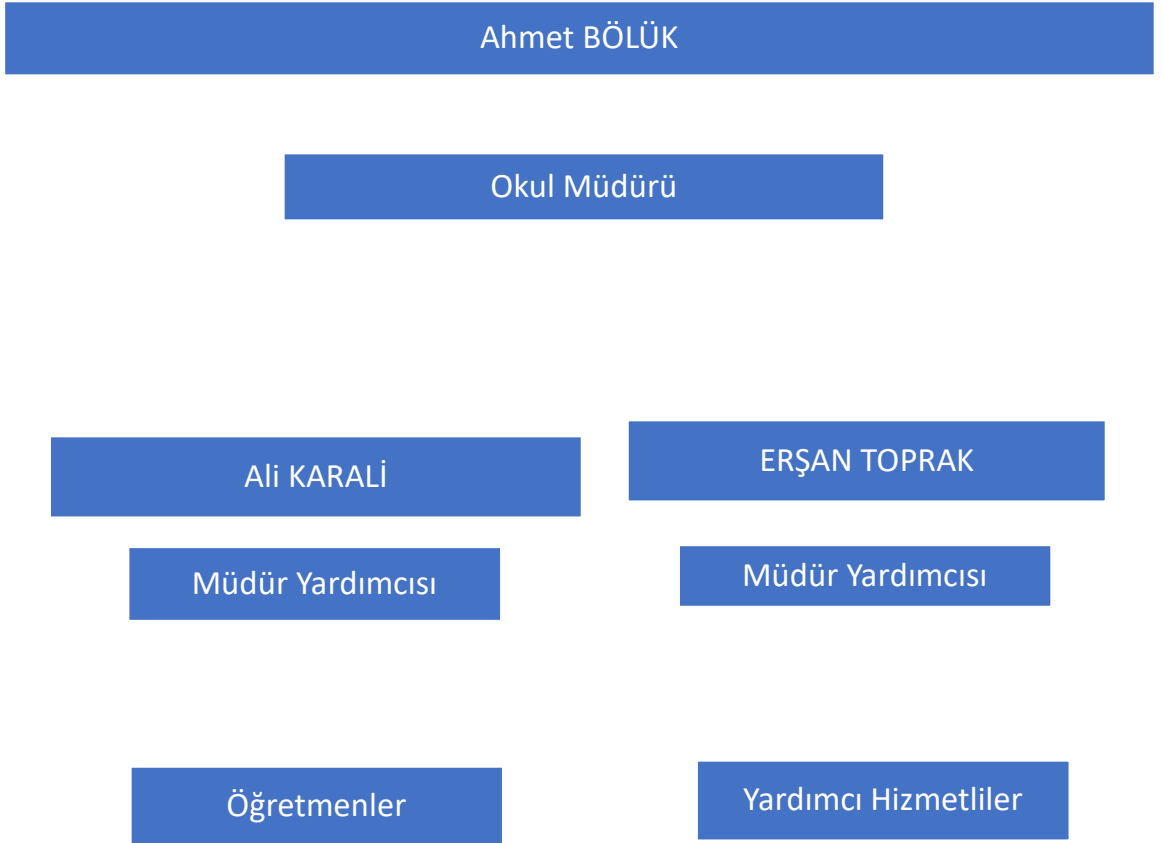 Ahmet BÖLÜK
Okul Müdürü
Ali KARALİ
ERŞAN TOPRAK
Müdür Yardımcısı
Müdür Yardımcısı
Öğretmenler
Yardımcı Hizmetliler